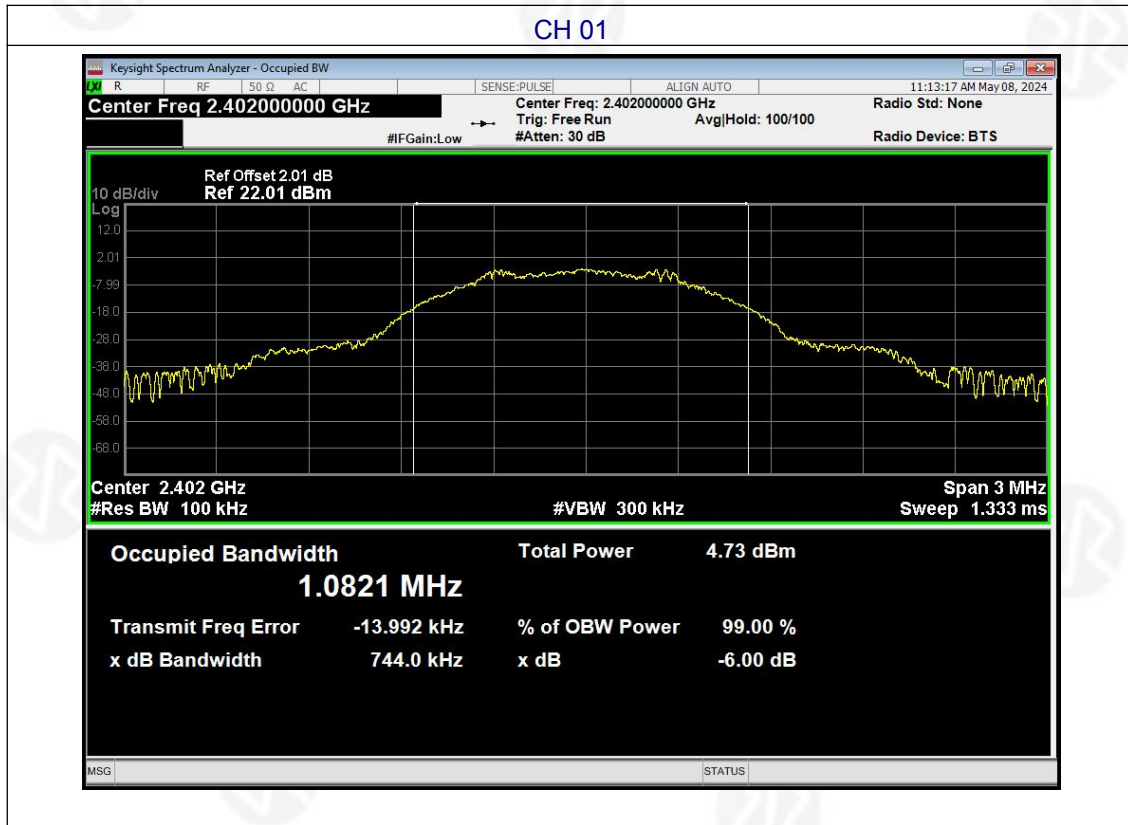 CH 01
Keysight Spectrum Analyzer - Occupied BW
LXI R RF 50 Ω AC SENSE:PULSE ALIGN AUTO 11:13:17 AM May 08, 2024
Center Freq 2.402000000 GHz Center Freq: 2.402000000 GHz Radio Std: None
Trig: Free Run Avg|Hold: 100/100
#IFGain:Low #Atten: 30 dB Radio Device: BTS
Ref Offset 2.01 dB
10 dB/div Ref 22.01 dBm
Log
12.0
2.01
-7.99
-18.0
-28.0
-38.0
-48.0
-58.0
-68.0
Center 2.402 GHz Span 3 MHz
#Res BW 100 kHz #VBW 300 kHz Sweep 1.333 ms
Occupied Bandwidth Total Power 4.73 dBm
1.0821 MHz
Transmit Freq Error -13.992 kHz % of OBW Power 99.00 %
x dB Bandwidth 744.0 kHz x dB -6.00 dB
MSG STATUS